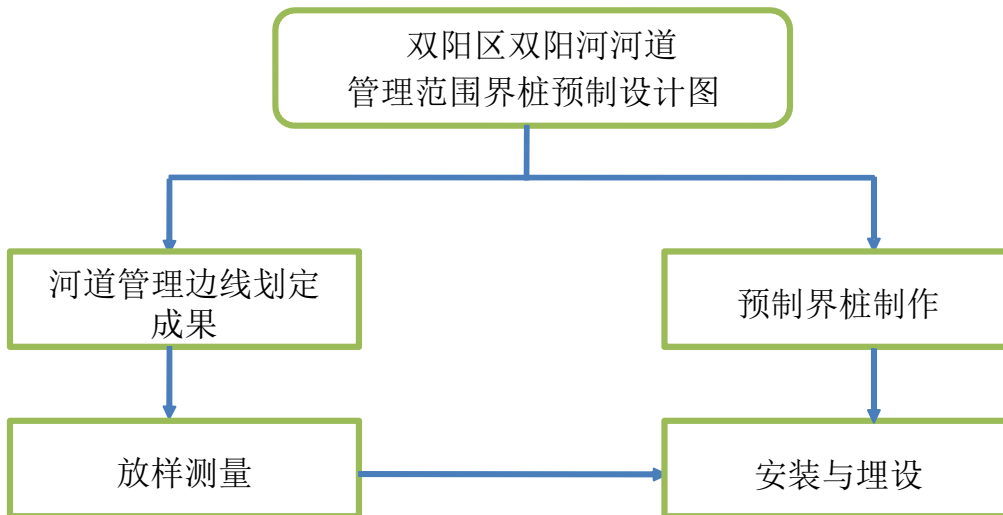 双阳区双阳河河道
管理范围界桩预制设计图
河道管理边线划定
成果
预制界桩制作
放样测量
安装与埋设